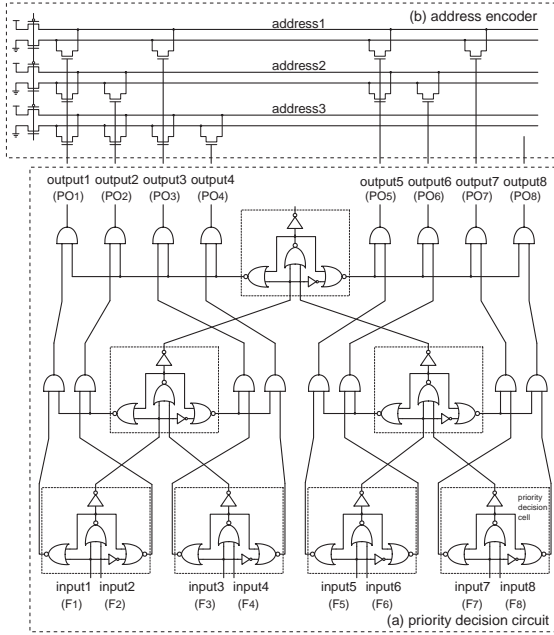 (b) address encoder
address1
address2
address3
output1 output2 output3 output4 output5 output6 output7 output8
(PO1) (PO2) (PO3) (PO4) (PO5) (PO6) (PO7) (PO8)
priority
decision
cell
input1 input2 input3 input4 input5 input6 input7 input8
(F1) (F2) (F3) (F4) (F5) (F6) (F7) (F8)
(a) priority decision circuit